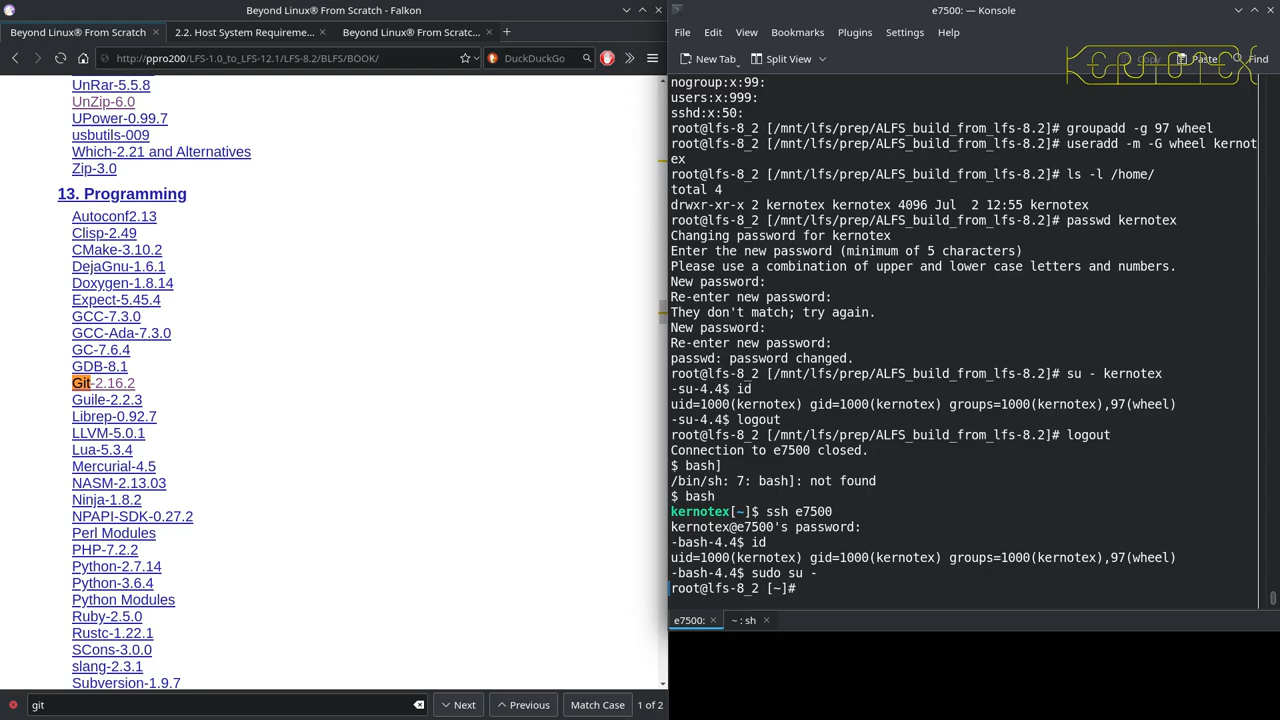 Beyond Linux® From Scratch - Falkon
Beyond Linux® From Scratch
2.2. Host System Requireme...
Beyond Linux® From Scratc...
http://ppro200/LFS-1.0_to_LFS-12.1/LFS-8.2/BLFS/BOOK/
DuckDuckGo
UnRar-5.5.8
UnZip-6.0
UPower-0.99.7
usbutils-009
Which-2.21 and Alternatives
Zip-3.0
13. Programming
Autoconf2.13
Clisp-2.49
CMake-3.10.2
DejaGnu-1.6.1
Doxygen-1.8.14
Expect-5.45.4
GCC-7.3.0
GCC-Ada-7.3.0
GC-7.6.4
GDB-8.1
Git-2.16.2
Guile-2.2.3
Librep-0.92.7
LLVM-5.0.1
Lua-5.3.4
Mercurial-4.5
NASM-2.13.03
Ninja-1.8.2
NPAPI-SDK-0.27.2
Perl Modules
PHP-7.2.2
Python-2.7.14
Python-3.6.4
Python Modules
Ruby-2.5.0
Rustc-1.22.1
SCons-3.0.0
slang-2.3.1
Subversion-1.9.7
git
Next
Previous
Match Case
1 of 2
e7500: — Konsole
File Edit View Bookmarks Plugins Settings Help
New Tab
Split View
Copy
Paste
Find
KERNOTEX
nogroup:x:99:
users:x:999:
sshd:x:50:
root@lfs-8_2 [/mnt/lfs/prep/ALFS_build_from_lfs-8.2]# groupadd -g 97 wheel
root@lfs-8_2 [/mnt/lfs/prep/ALFS_build_from_lfs-8.2]# useradd -m -G wheel kernot
ex
root@lfs-8_2 [/mnt/lfs/prep/ALFS_build_from_lfs-8.2]# ls -l /home/
total 4
drwxr-xr-x 2 kernotex kernotex 4096 Jul  2 12:55 kernotex
root@lfs-8_2 [/mnt/lfs/prep/ALFS_build_from_lfs-8.2]# passwd kernotex
Changing password for kernotex
Enter the new password (minimum of 5 characters)
Please use a combination of upper and lower case letters and numbers.
New password:
Re-enter new password:
They don't match; try again.
New password:
Re-enter new password:
passwd: password changed.
root@lfs-8_2 [/mnt/lfs/prep/ALFS_build_from_lfs-8.2]# su - kernotex
-su-4.4$ id
uid=1000(kernotex) gid=1000(kernotex) groups=1000(kernotex),97(wheel)
-su-4.4$ logout
root@lfs-8_2 [/mnt/lfs/prep/ALFS_build_from_lfs-8.2]# logout
Connection to e7500 closed.
$ bash]
/bin/sh: 7: bash]: not found
$ bash
kernotex[~]$ ssh e7500
kernotex@e7500's password:
-bash-4.4$ id
uid=1000(kernotex) gid=1000(kernotex) groups=1000(kernotex),97(wheel)
-bash-4.4$ sudo su -
root@lfs-8_2 [~]#
e7500:
~ : sh